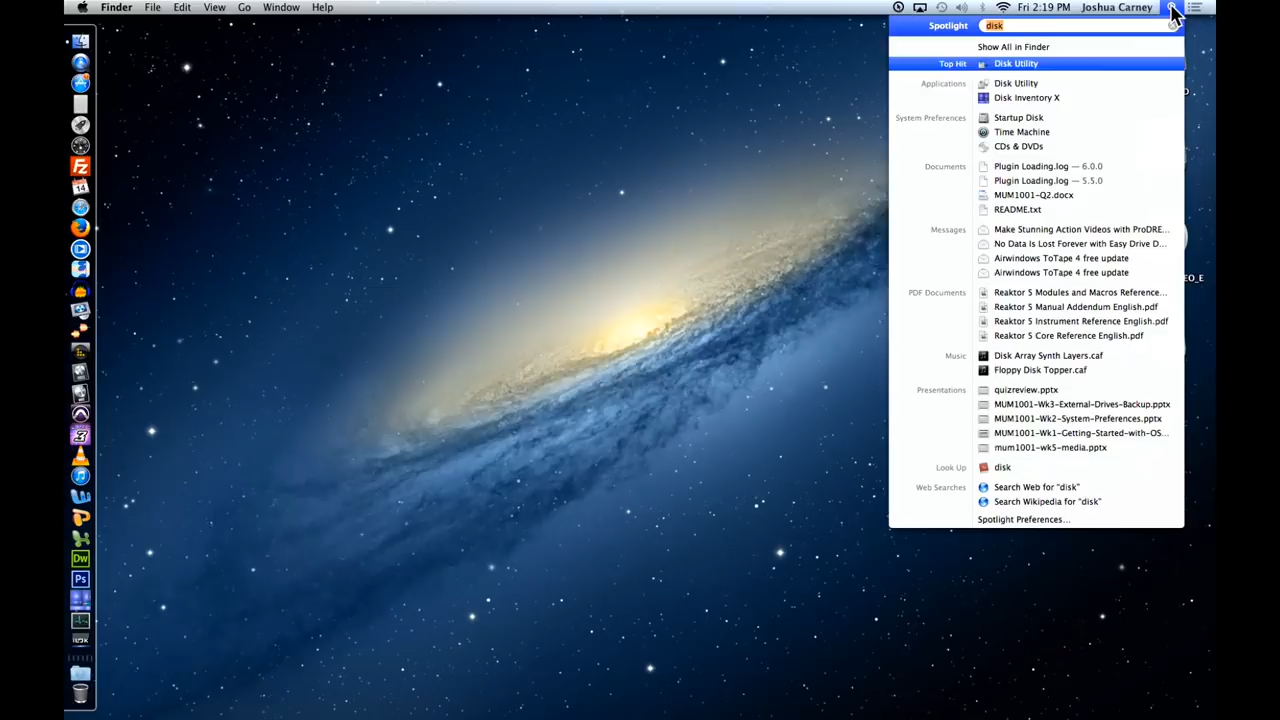 Finder File Edit View Go Window Help Fri 2:19 PM Joshua Carney
Spotlight disk
Show All in Finder
Top Hit Disk Utility
Applications Disk Utility
Disk Inventory X
System Preferences Startup Disk
Time Machine
CDs & DVDs
Documents Plugin Loading.log — 6.0.0
Plugin Loading.log — 5.5.0
MUM1001-Q2.docx
README.txt
Messages Make Stunning Action Videos with ProDRE...
No Data Is Lost Forever with Easy Drive D...
Airwindows ToTape 4 free update
Airwindows ToTape 4 free update
EO_E
PDF Documents Reaktor 5 Modules and Macros Reference...
Reaktor 5 Manual Addendum English.pdf
Reaktor 5 Instrument Reference English.pdf
Reaktor 5 Core Reference English.pdf
Music Disk Array Synth Layers.caf
Floppy Disk Topper.caf
Presentations quizreview.pptx
MUM1001-Wk3-External-Drives-Backup.pptx
MUM1001-Wk2-System-Preferences.pptx
MUM1001-Wk1-Getting-Started-with-OS...
mum1001-wk5-media.pptx
Look Up disk
Web Searches Search Web for "disk"
Search Wikipedia for "disk"
Spotlight Preferences...
Fz
14
Dw
Ps